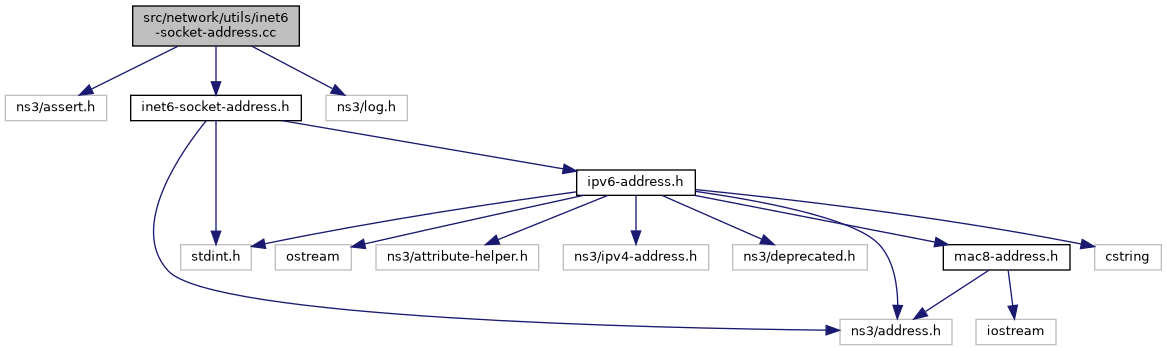 src/network/utils/inet6
-socket-address.cc
ns3/assert.h
inet6-socket-address.h
ns3/log.h
ipv6-address.h
stdint.h
ostream
ns3/attribute-helper.h
ns3/ipv4-address.h
ns3/deprecated.h
mac8-address.h
cstring
ns3/address.h
iostream